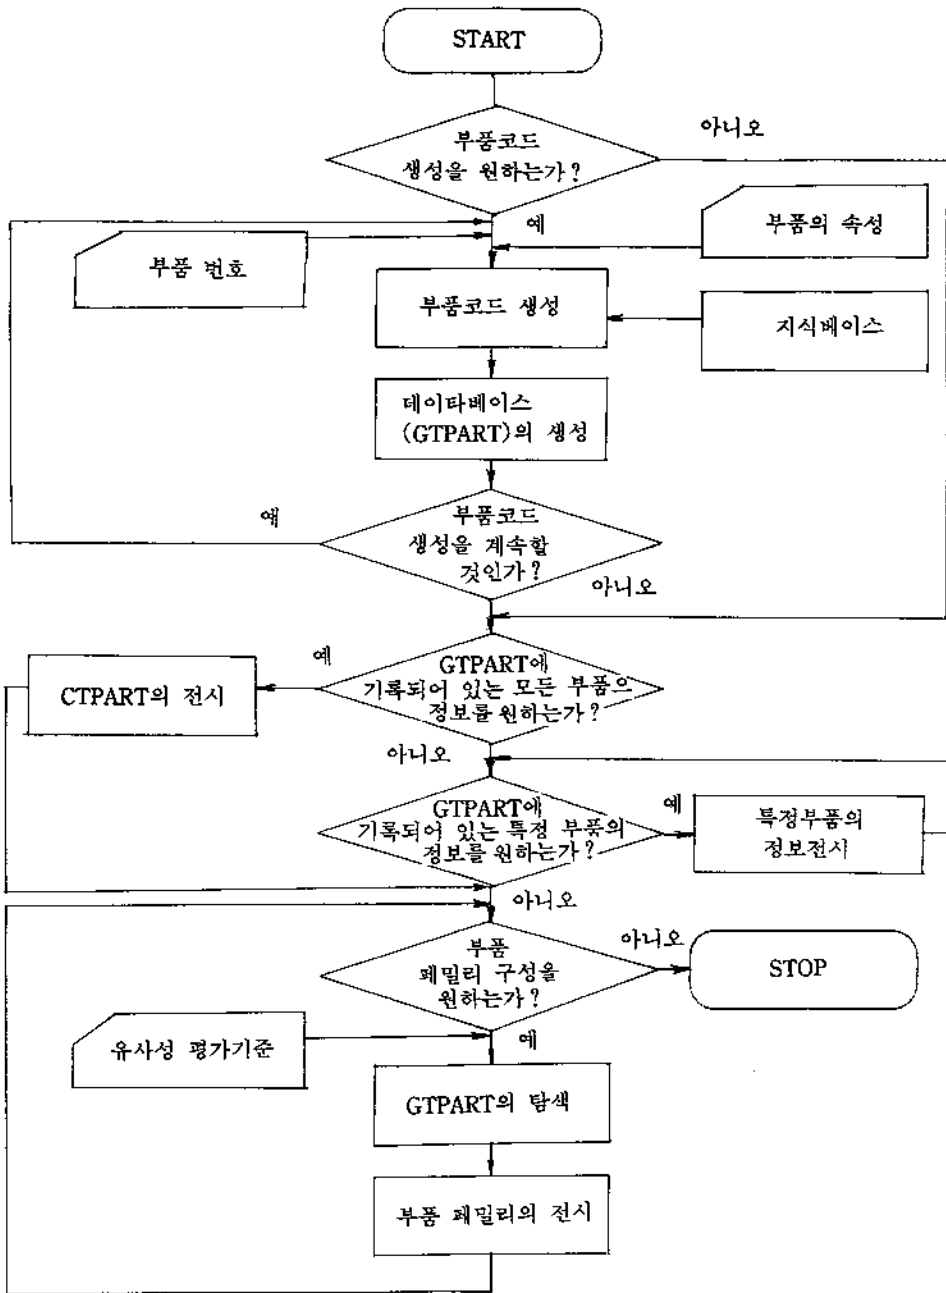 START
아니오
부품코드
생성을 원하는가?
예
부품의 속성
부품 번호
부품코드 생성
지식베이스
데이타베이스
(GTPART)의 생성
예
부품코드
생성을 계속할
것인가?
아니오
예
GTPART에
기록되어 있는 모든 부품으
정보를 원하는가?
CTPART의 전시
아니오
GTPART에
기록되어 있는 특정 부품의
정보를 원하는가?
예
특정부품의
정보전시
아니오
부품
패밀리 구성을
원하는가?
아니오
STOP
예
유사성 평가기준
GTPART의 탐색
부품 패밀리의 전시